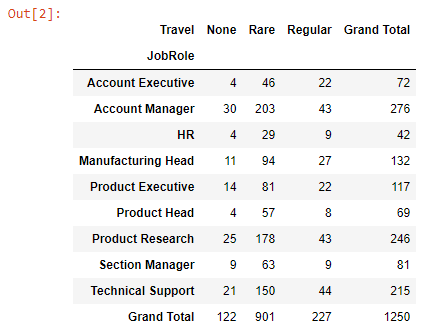 Out[2]:
Travel None Rare Regular Grand Total
JobRole
Account Executive 4 46 22 72
Account Manager 30 203 43 276
HR 4 29 9 42
Manufacturing Head 11 94 27 132
Product Executive 14 81 22 117
Product Head 4 57 8 69
Product Research 25 178 43 246
Section Manager 9 63 9 81
Technical Support 21 150 44 215
Grand Total 122 901 227 1250